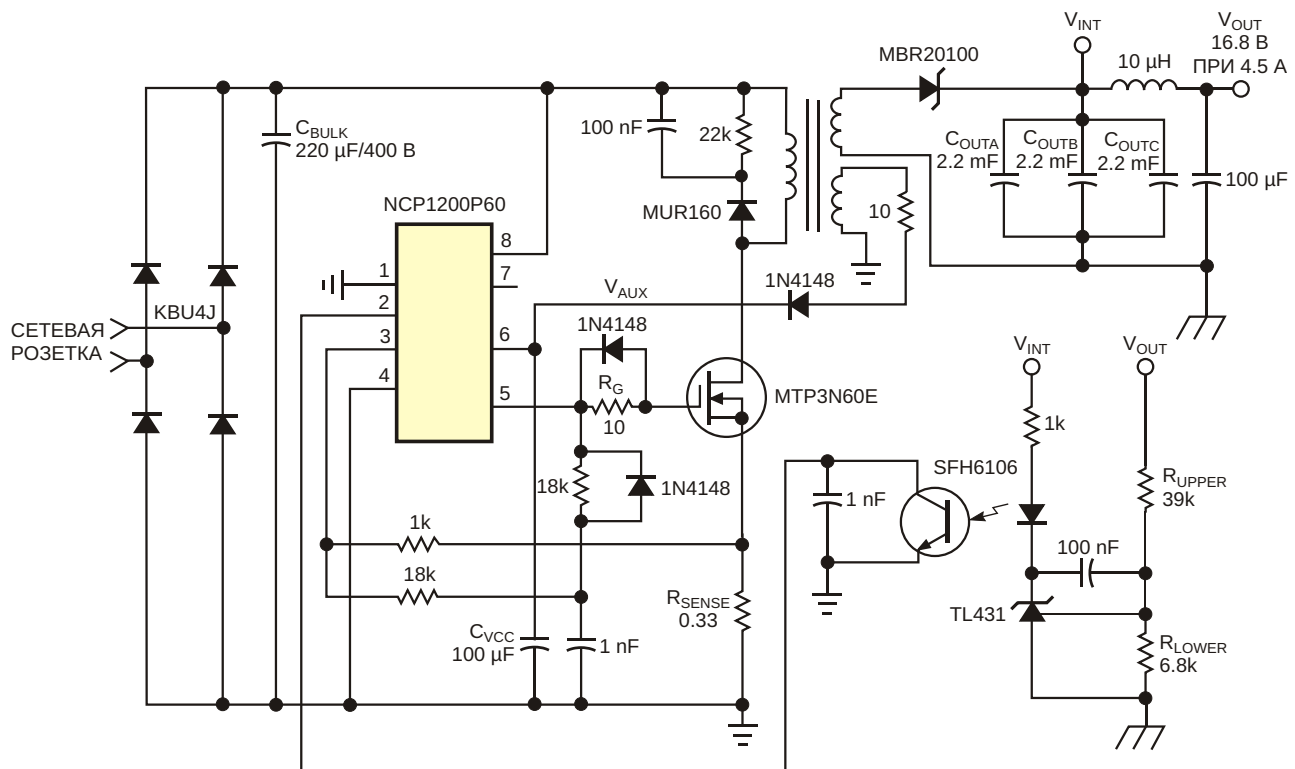 V_INT
V_OUT
16.8 В
ПРИ 4.5 А
MBR20100
10 µH
C_BULK
220 µF/400 В
100 nF
22k
C_OUTA
2.2 mF
C_OUTB
2.2 mF
C_OUTC
2.2 mF
100 µF
NCP1200P60
MUR160
10
8
1
7
2
6
3
4
5
V_AUX
1N4148
KBU4J
СЕТЕВАЯ
РОЗЕТКА
1N4148
R_G
10
MTP3N60E
V_INT
V_OUT
1k
18k
1N4148
1 nF
SFH6106
R_UPPER
39k
1k
18k
100 nF
R_SENSE
0.33
TL431
C_VCC
100 µF
1 nF
R_LOWER
6.8k